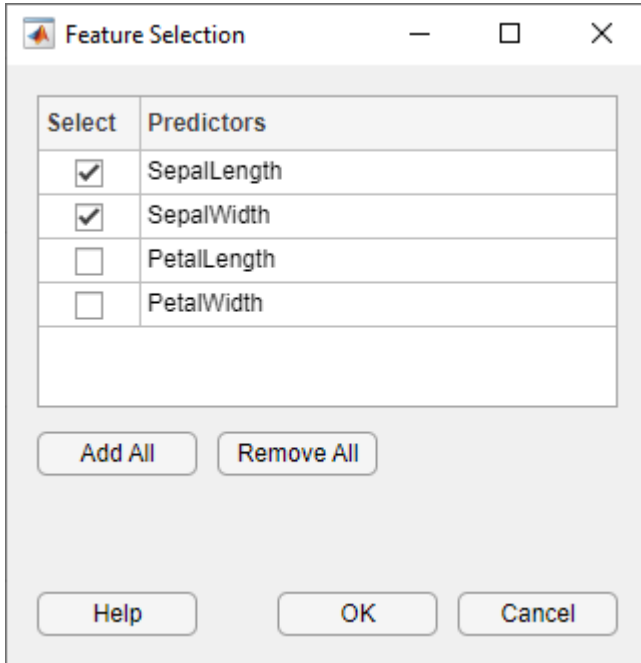 Feature Selection
Select Predictors
SepalLength
SepalWidth
PetalLength
PetalWidth
Add All Remove All
Help OK Cancel